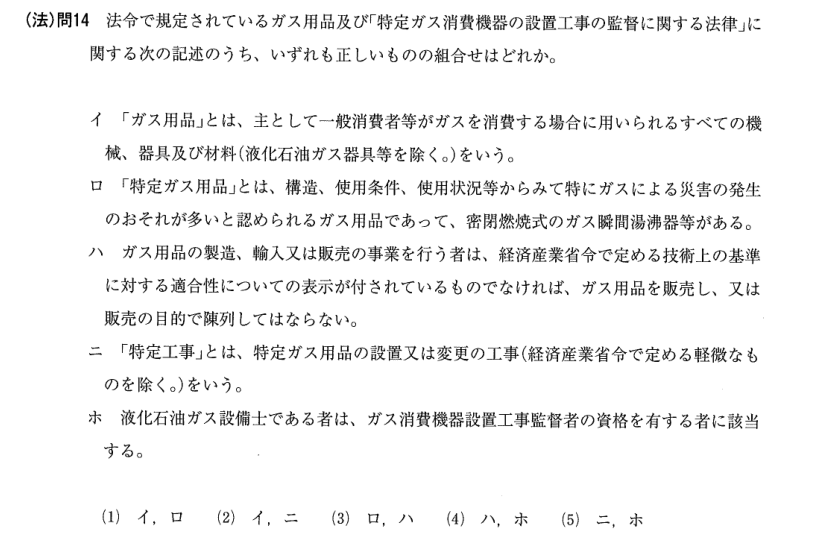 (法)問14 法令で規定されているガス用品及び「特定ガス消費機器の設置工事の監督に関する法律」に
関する次の記述のうち、いずれも正しいものの組合せはどれか。
イ 「ガス用品」とは、主として一般消費者等がガスを消費する場合に用いられるすべての機
械、器具及び材料(液化石油ガス器具等を除く。)をいう。
ロ 「特定ガス用品」とは、構造、使用条件、使用状況等からみて特にガスによる災害の発生
のおそれが多いと認められるガス用品であって、密閉燃焼式のガス瞬間湯沸器等がある。
ハ ガス用品の製造、輸入又は販売の事業を行う者は、経済産業省令で定める技術上の基準
に対する適合性についての表示が付されているものでなければ、ガス用品を販売し、又は
販売の目的で陳列してはならない。
ニ 「特定工事」とは、特定ガス用品の設置又は変更の工事(経済産業省令で定める軽微なも
のを除く。)をいう。
ホ 液化石油ガス設備士である者は、ガス消費機器設置工事監督者の資格を有する者に該当
する。
(1) イ, ロ (2) イ, ニ (3) ロ, ハ (4) ハ, ホ (5) ニ, ホ